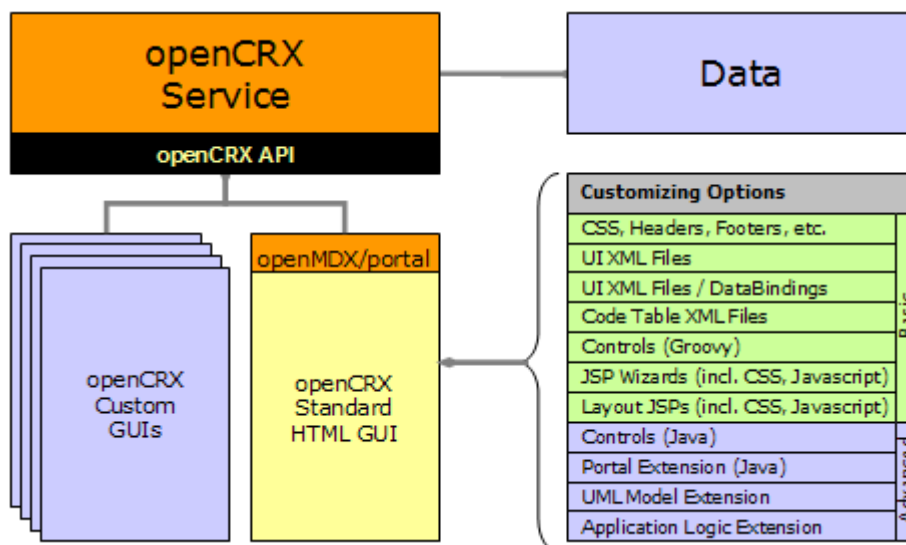 openCRX
Service
openCRX API
Data
openMDX/portal
openCRX
Custom
GUIs
openCRX
Standard
HTML GUI
Customizing Options
CSS, Headers, Footers, etc.
UI XML Files
UI XML Files / DataBindings
Code Table XML Files
Controls (Groovy)
JSP Wizards (incl. CSS, Javascript)
Layout JSPs (incl. CSS, Javascript)
Basic
Controls (Java)
Portal Extension (Java)
UML Model Extension
Application Logic Extension
Advanced